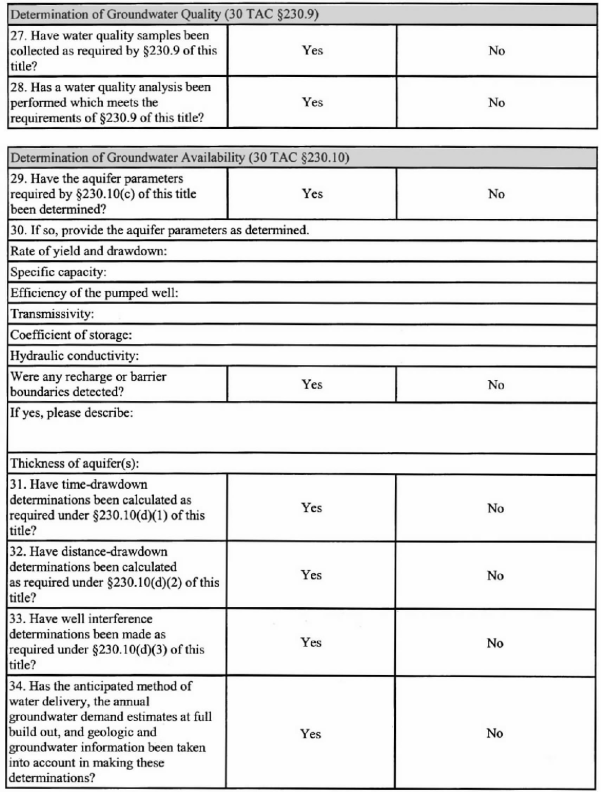 Determination of Groundwater Quality (30 TAC §230.9)
27. Have water quality samples been
collected as required by §230.9 of this
title?
Yes
No
28. Has a water quality analysis been
performed which meets the
requirements of §230.9 of this title?
Yes
No
Determination of Groundwater Availability (30 TAC §230.10)
29. Have the aquifer parameters
required by §230.10(c) of this title
been determined?
Yes
No
30. If so, provide the aquifer parameters as determined.
Rate of yield and drawdown:
Specific capacity:
Efficiency of the pumped well:
Transmissivity:
Coefficient of storage:
Hydraulic conductivity:
Were any recharge or barrier
boundaries detected?
Yes
No
If yes, please describe:
Thickness of aquifer(s):
31. Have time-drawdown
determinations been calculated as
required under §230.10(d)(1) of this
title?
Yes
No
32. Have distance-drawdown
determinations been calculated
as required under §230.10(d)(2) of this
title?
Yes
No
33. Have well interference
determinations been made as
required under §230.10(d)(3) of this
title?
Yes
No
34. Has the anticipated method of
water delivery, the annual
groundwater demand estimates at full
build out, and geologic and
groundwater information been taken
into account in making these
determinations?
Yes
No